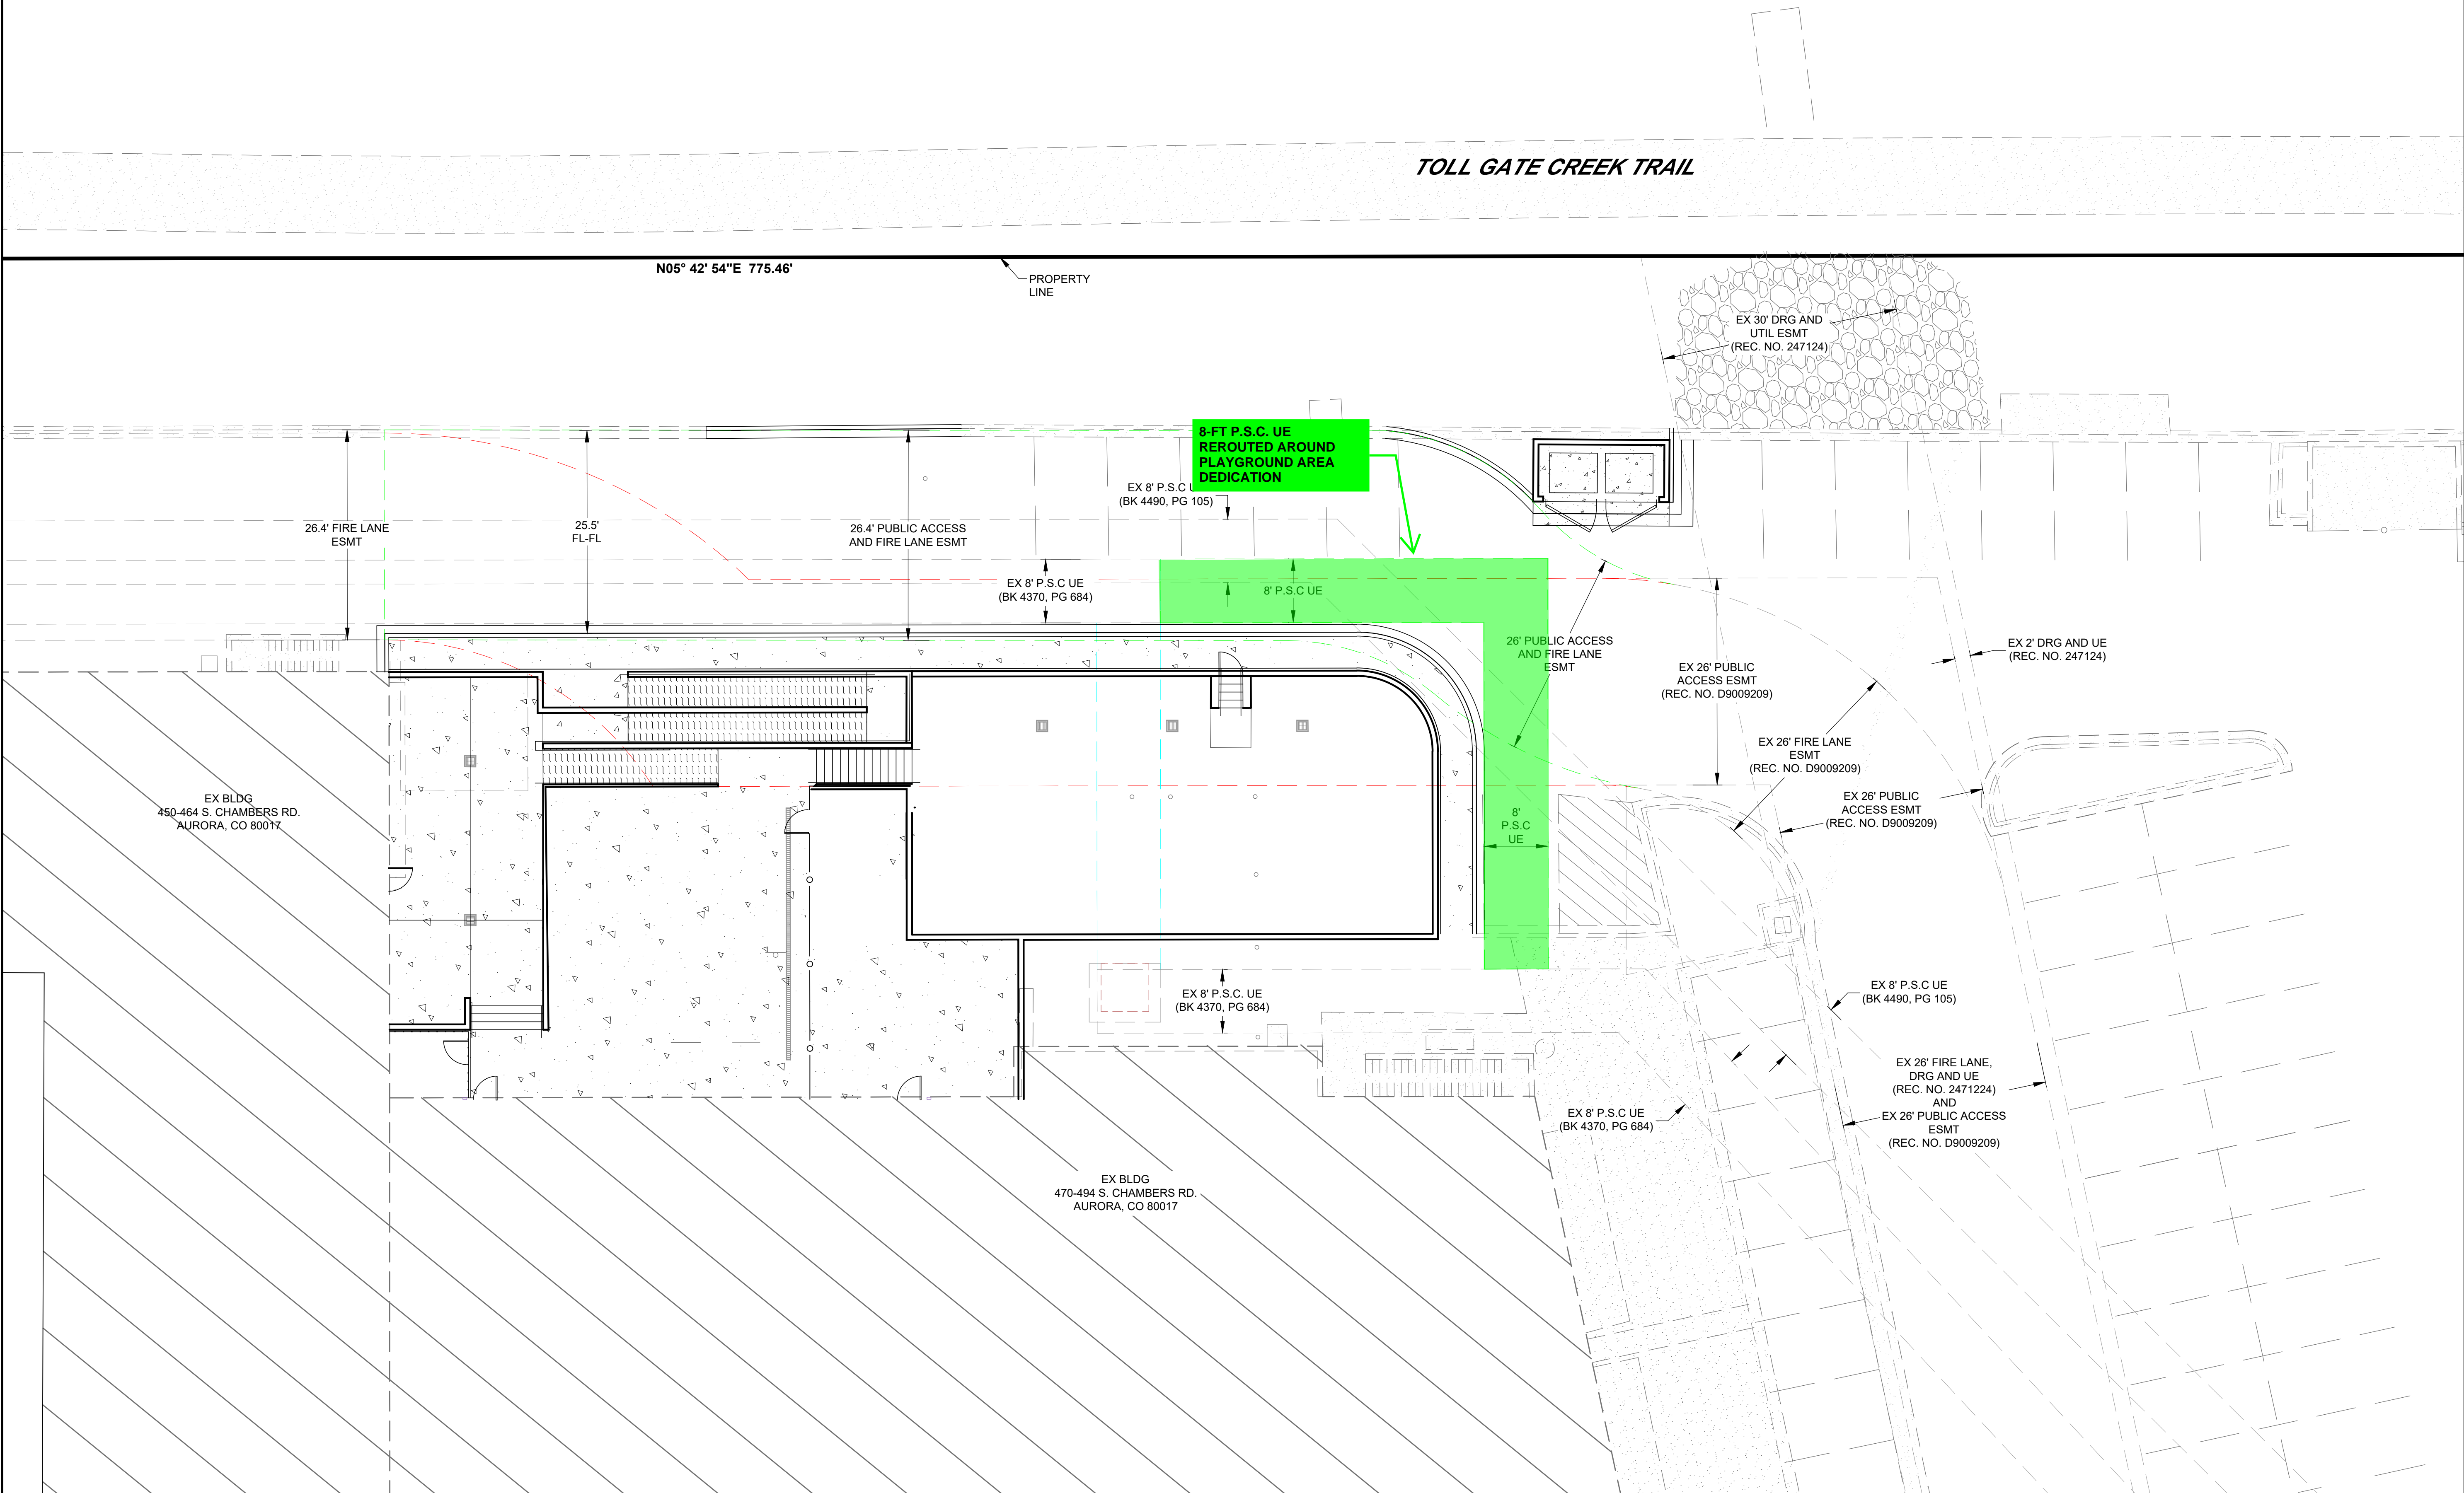 TOLL GATE CREEK TRAIL
N05° 42' 54"E  775.46'
PROPERTY
LINE
EX 30' DRG AND
UTIL ESMT
(REC. NO. 247124)
8-FT P.S.C. UE
REROUTED AROUND
PLAYGROUND AREA
DEDICATION
EX 8' P.S.C
(BK 4490, PG 105)
26.4' FIRE LANE
ESMT
25.5'
FL-FL
26.4' PUBLIC ACCESS
AND FIRE LANE ESMT
EX 8' P.S.C UE
(BK 4370, PG 684)
8' P.S.C UE
26' PUBLIC ACCESS
AND FIRE LANE
ESMT
EX 26' PUBLIC
ACCESS ESMT
(REC. NO. D9009209)
EX 2' DRG AND UE
(REC. NO. 247124)
EX 26' FIRE LANE
ESMT
(REC. NO. D9009209)
EX 26' PUBLIC
ACCESS ESMT
(REC. NO. D9009209)
EX BLDG
450-464 S. CHAMBERS RD.
AURORA, CO 80017
8'
P.S.C
UE
EX 8' P.S.C. UE
(BK 4370, PG 684)
EX 8' P.S.C UE
(BK 4490, PG 105)
EX 26' FIRE LANE,
DRG AND UE
(REC. NO. 2471224)
AND
EX 26' PUBLIC ACCESS
ESMT
(REC. NO. D9009209)
EX 8' P.S.C UE
(BK 4370, PG 684)
EX BLDG
470-494 S. CHAMBERS RD.
AURORA, CO 80017